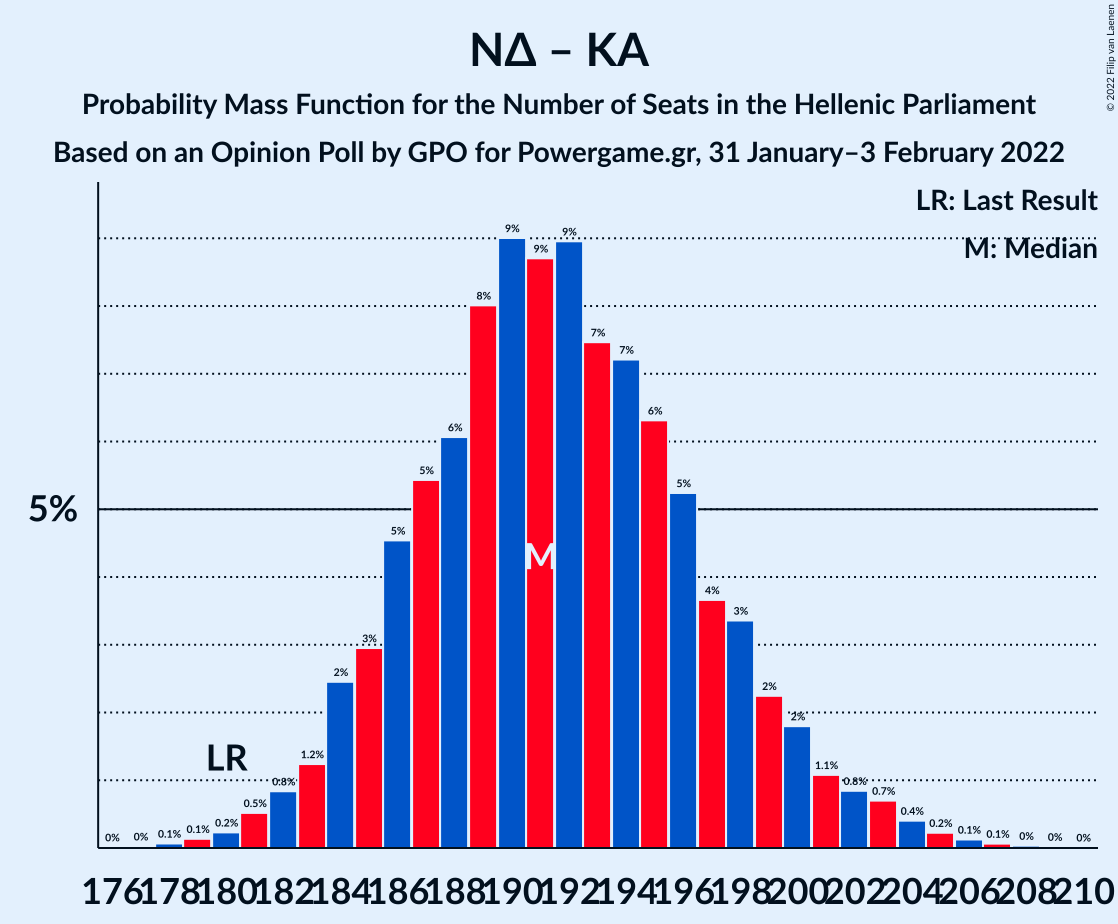 © 2022 Filip van Laenen
ΝΔ – ΚΑ
Probability Mass Function for the Number of Seats in the Hellenic Parliament
Based on an Opinion Poll by GPO for Powergame.gr, 31 January–3 February 2022
LR: Last Result
M: Median
5%
LR
M
0% 0% 0.1% 0.1% 0.2% 0.5% 0.8% 1.2% 2% 3% 5% 5% 6% 8% 9% 9% 9% 7% 7% 6% 5% 4% 3% 2% 2% 1.1% 0.8% 0.7% 0.4% 0.2% 0.1% 0.1% 0% 0% 0%
176 178 180 182 184 186 188 190 192 194 196 198 200 202 204 206 208 210